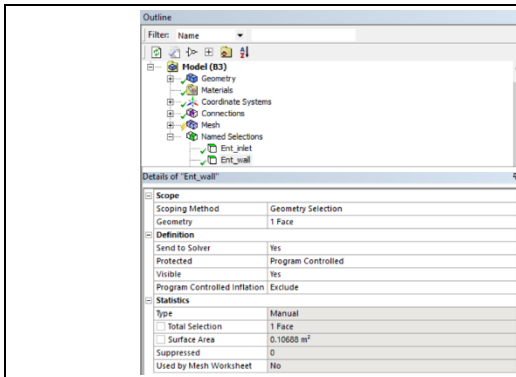 Outline
Filter: Name
Model (B3)
Geometry
Materials
Coordinate Systems
Connections
Mesh
Named Selections
Ent_inlet
Ent_wall
Details of "Ent_wall"
Scope
Scoping Method Geometry Selection
Geometry 1 Face
Definition
Send to Solver Yes
Protected Program Controlled
Visible Yes
Program Controlled Inflation Exclude
Statistics
Type Manual
Total Selection 1 Face
Surface Area 0.10688 m²
Suppressed 0
Used by Mesh Worksheet No